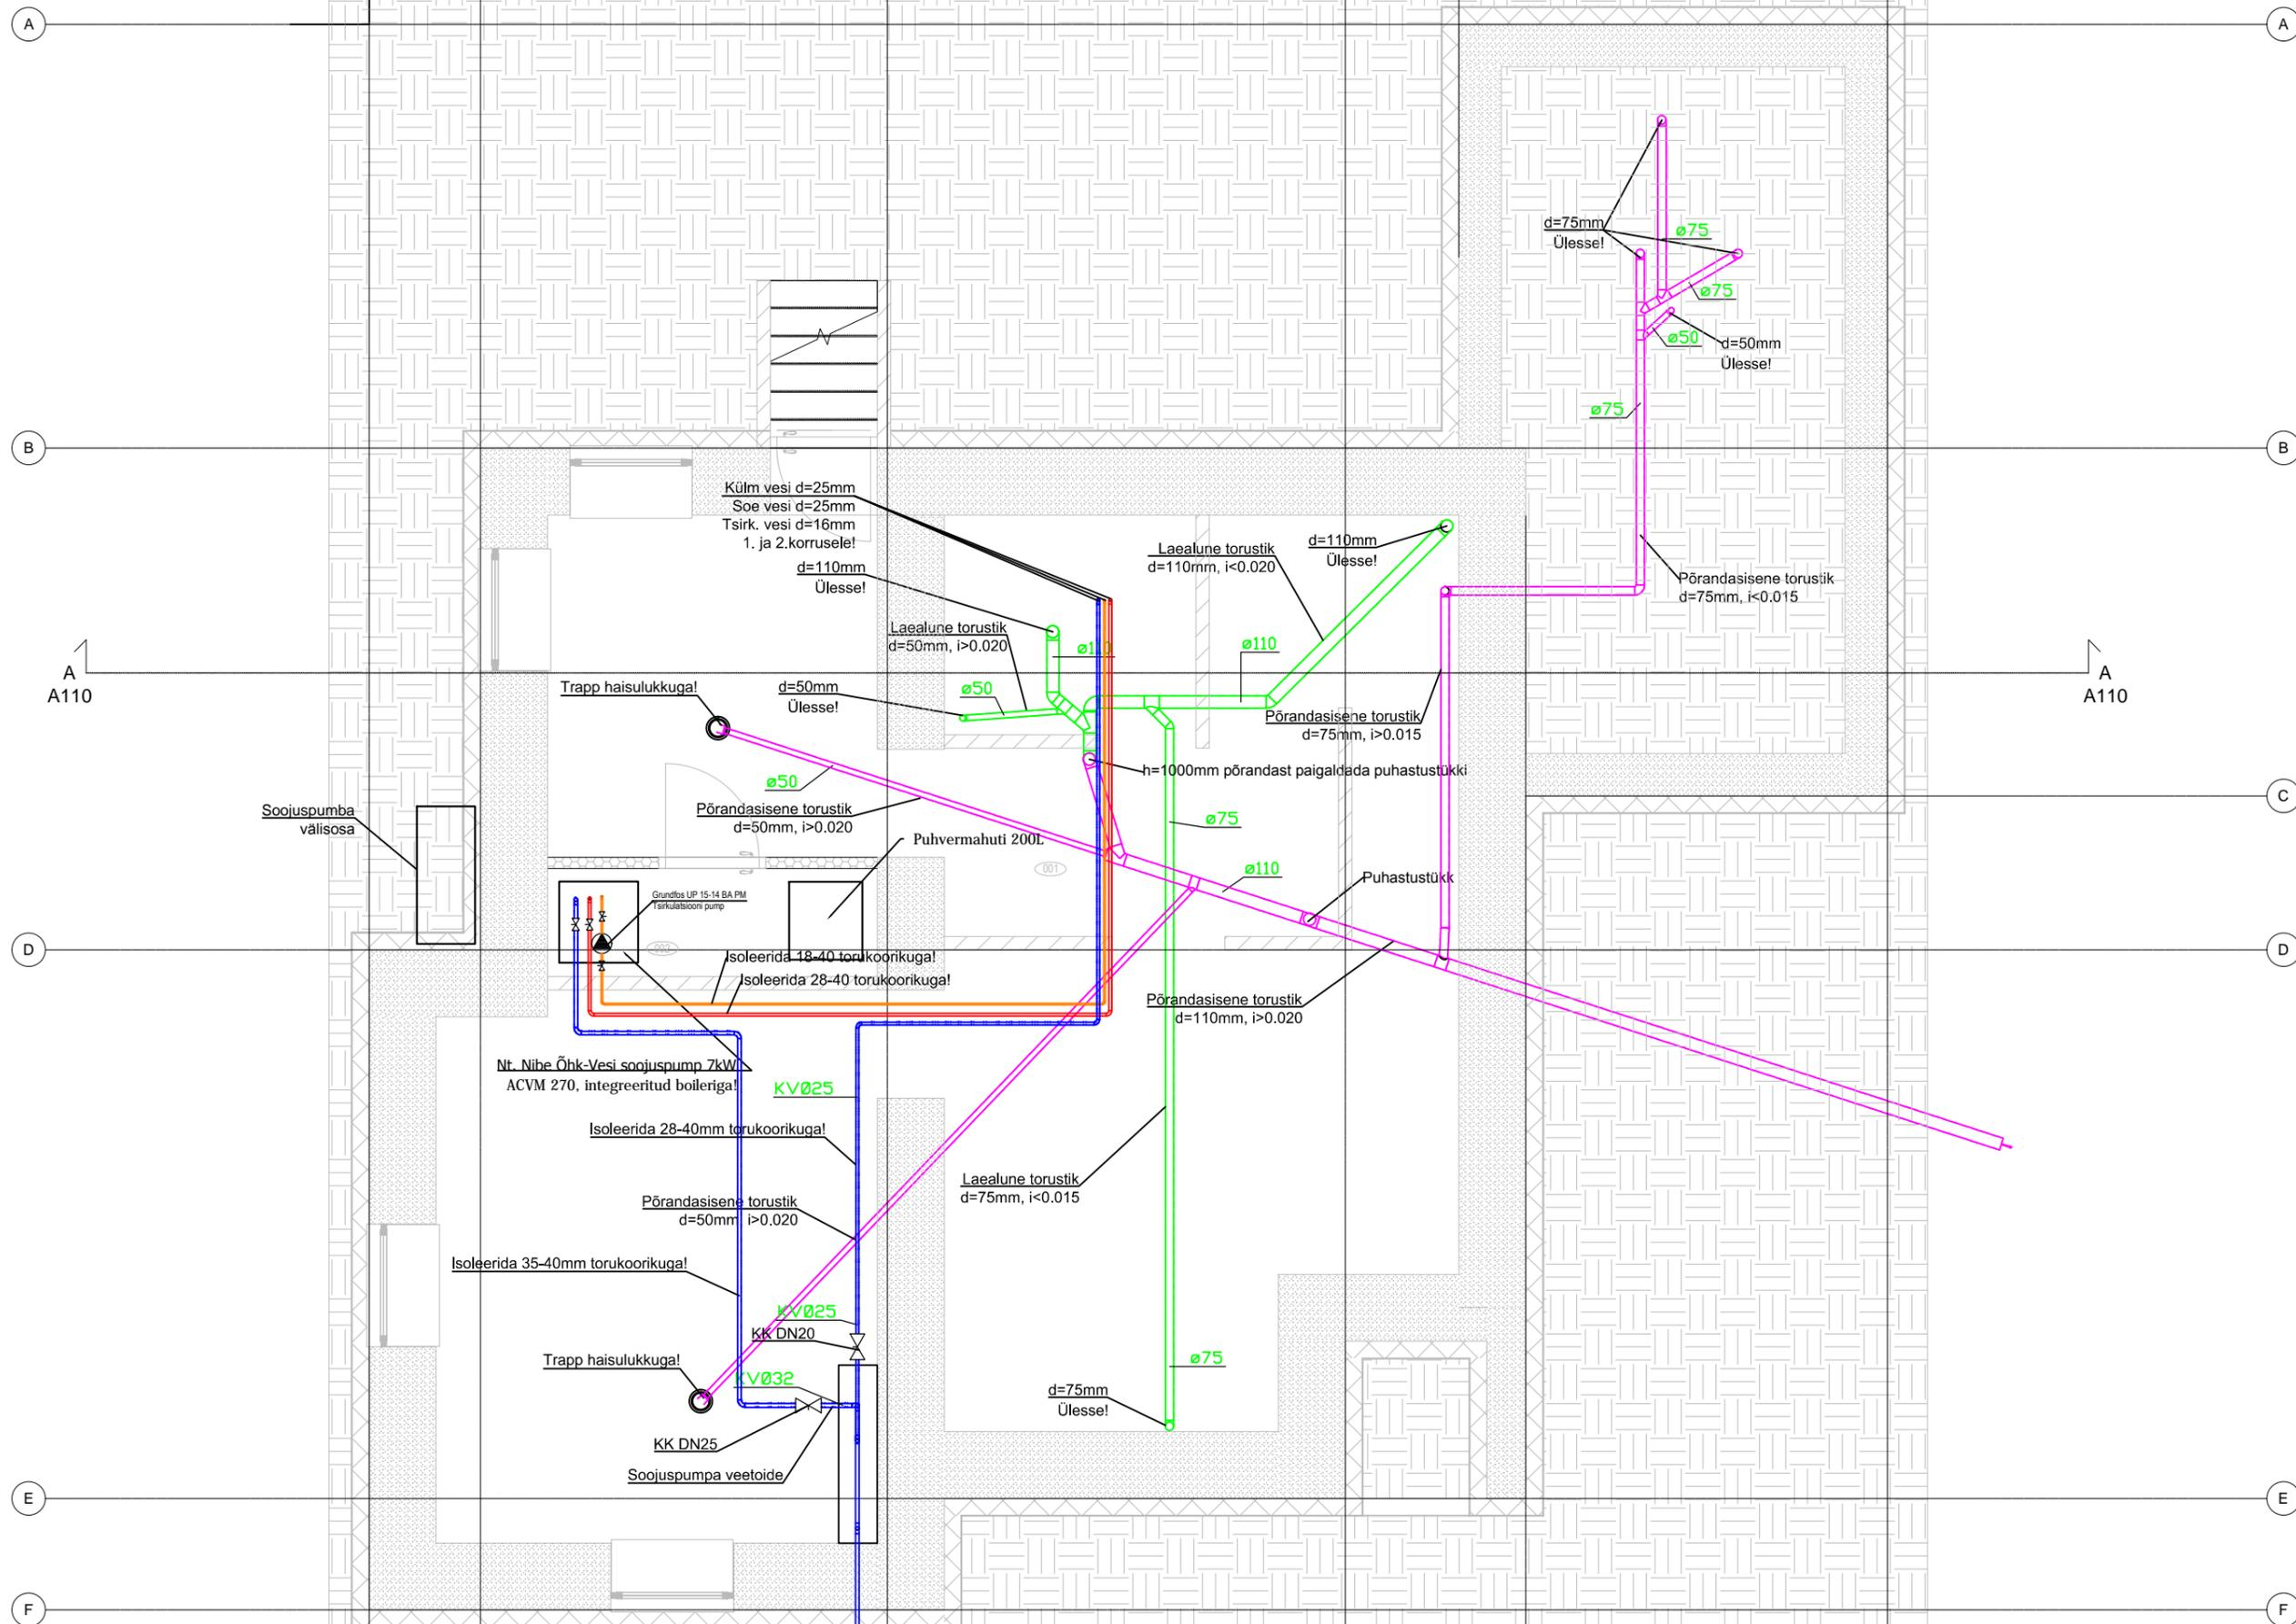 A
A
d=75mm
Ülesse!
ø75
ø75
ø50
d=50mm
Ülesse!
ø75
B
B
Külm vesi d=25mm
Soe vesi d=25mm
Tsirk. vesi d=16mm
1. ja 2.korrusele!
d=110mm
Ülesse!
Laealune torustik
d=110mm, i<0.020
d=110mm
Ülesse!
Põrandasisene torustik
d=75mm, i<0.015
Laealune torustik
d=50mm, i>0.020
ø110
A
A110
A
A110
Trapp haisulukkuga!
d=50mm
Ülesse!
ø50
Põrandasisene torustik
d=75mm, i>0.015
h=1000mm põrandast paigaldada puhastustükki
ø50
Soojuspumba
välisosa
Põrandasisene torustik
d=50mm, i>0.020
ø75
C
C
Puhvermahuti 200L
001
ø110
Puhastustükk
Grundfos UP 15-14 BA PM
Tsirkulatsiooni pump
D
D
Isoleerida 18-40 torukoorikuga!
Isoleerida 28-40 torukoorikuga!
Põrandasisene torustik
d=110mm, i>0.020
Nt. Nibe Õhk-Vesi soojuspump 7kW
ACVM 270, integreeritud boileriga!
KVØ25
Isoleerida 28-40mm torukoorikuga!
Laealune torustik
d=75mm, i<0.015
Põrandasisene torustik
d=50mm i>0.020
Isoleerida 35-40mm torukoorikuga!
KVØ25
KK DN20
Trapp haisulukkuga!
KVØ32
ø75
d=75mm
Ülesse!
KK DN25
Soojuspumpa veetoide
E
E
F
F